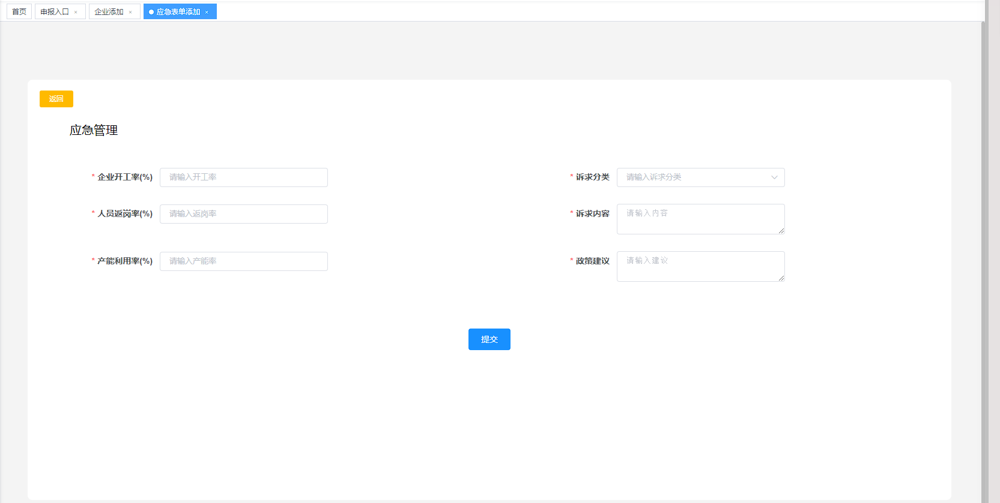 首页 申报入口 × 企业添加 × 应急表单添加 ×
返回
应急管理
* 企业开工率(%) 请输入开工率 * 诉求分类 请输入诉求分类
* 人员返岗率(%) 请输入返岗率 * 诉求内容 请输入内容
* 产能利用率(%) 请输入产能率 * 政策建议 请输入建议
提交